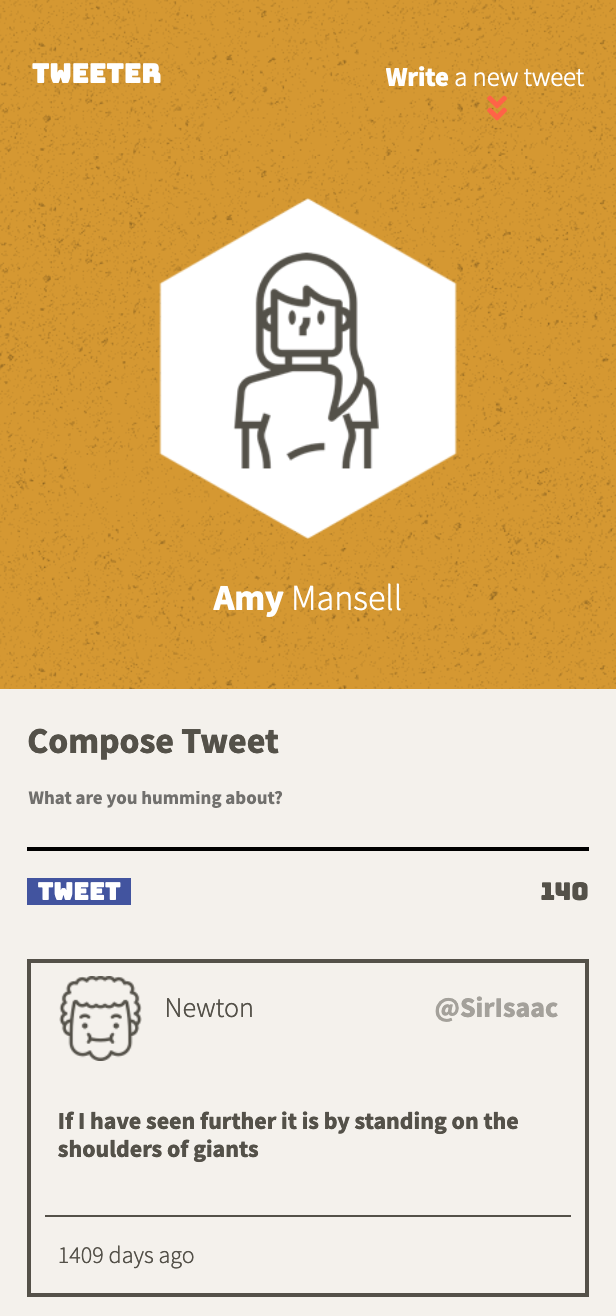 TWEETER
Write a new tweet
Amy Mansell
Compose Tweet
What are you humming about?
TWEET
140
Newton
@SirIsaac
If I have seen further it is by standing on the
shoulders of giants
1409 days ago